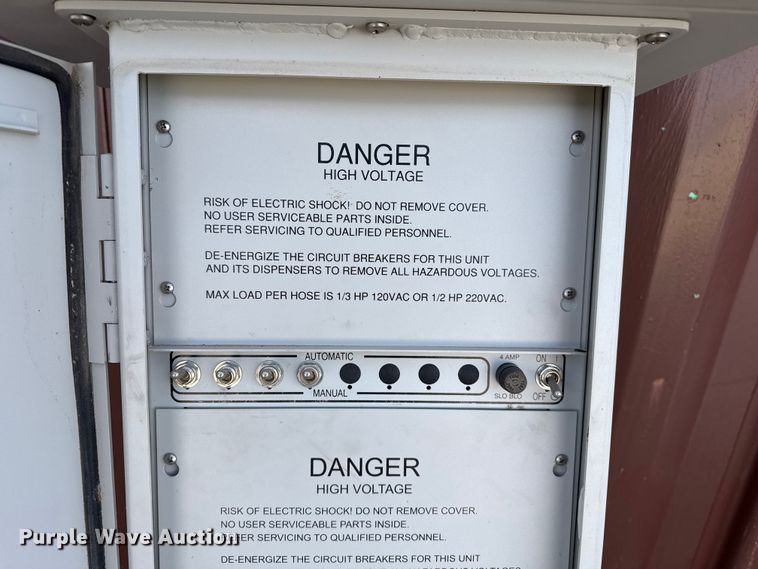 DANGER
HIGH VOLTAGE
RISK OF ELECTRIC SHOCK! DO NOT REMOVE COVER.
NO USER SERVICEABLE PARTS INSIDE.
REFER SERVICING TO QUALIFIED PERSONNEL.
DE-ENERGIZE THE CIRCUIT BREAKERS FOR THIS UNIT
AND ITS DISPENSERS TO REMOVE ALL HAZARDOUS VOLTAGES.
MAX LOAD PER HOSE IS 1/3 HP 120VAC OR 1/2 HP 220VAC.
AUTOMATIC
4 AMP
ON I
MANUAL
SLO BLO
OFF
DANGER
HIGH VOLTAGE
RISK OF ELECTRIC SHOCK! DO NOT REMOVE COVER.
NO USER SERVICEABLE PARTS INSIDE.
REFER SERVICING TO QUALIFIED PERSONNEL.
DE-ENERGIZE THE CIRCUIT BREAKERS FOR THIS UNIT
Purple Wave Auction